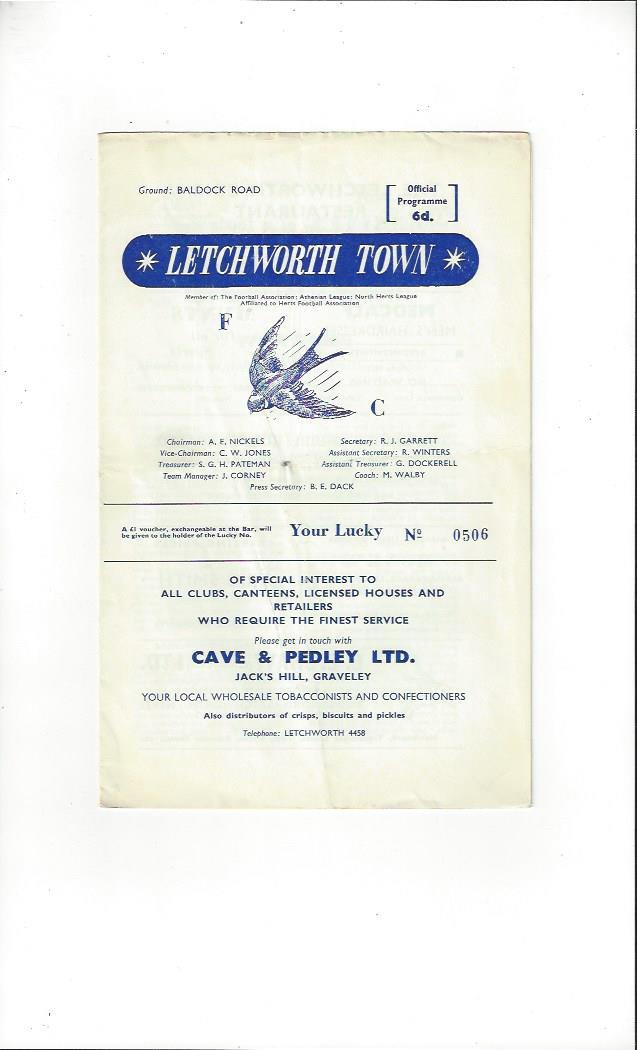 Ground: BALDOCK ROAD
Official
Programme
6d.
LETCHWORTH TOWN
Member of: The Football Association; Athenian League; North Herts League
Affiliated to Herts Football Association
F
C
Chairman: A. E. NICKELS
Secretary: R. J. GARRETT
Vice-Chairman: C. W. JONES
Assistant Secretary: R. WINTERS
Treasurer: S. G. H. PATEMAN
Assistant Treasurer: G. DOCKERELL
Team Manager: J. CORNEY
Coach: M. WALBY
Press Secretary: B. E. DACK
A £1 voucher, exchangeable at the Bar, will
be given to the holder of the Lucky No.
Your Lucky Nº 0506
OF SPECIAL INTEREST TO
ALL CLUBS, CANTEENS, LICENSED HOUSES AND
RETAILERS
WHO REQUIRE THE FINEST SERVICE
Please get in touch with
CAVE & PEDLEY LTD.
JACK'S HILL, GRAVELEY
YOUR LOCAL WHOLESALE TOBACCONISTS AND CONFECTIONERS
Also distributors of crisps, biscuits and pickles
Telephone: LETCHWORTH 4458